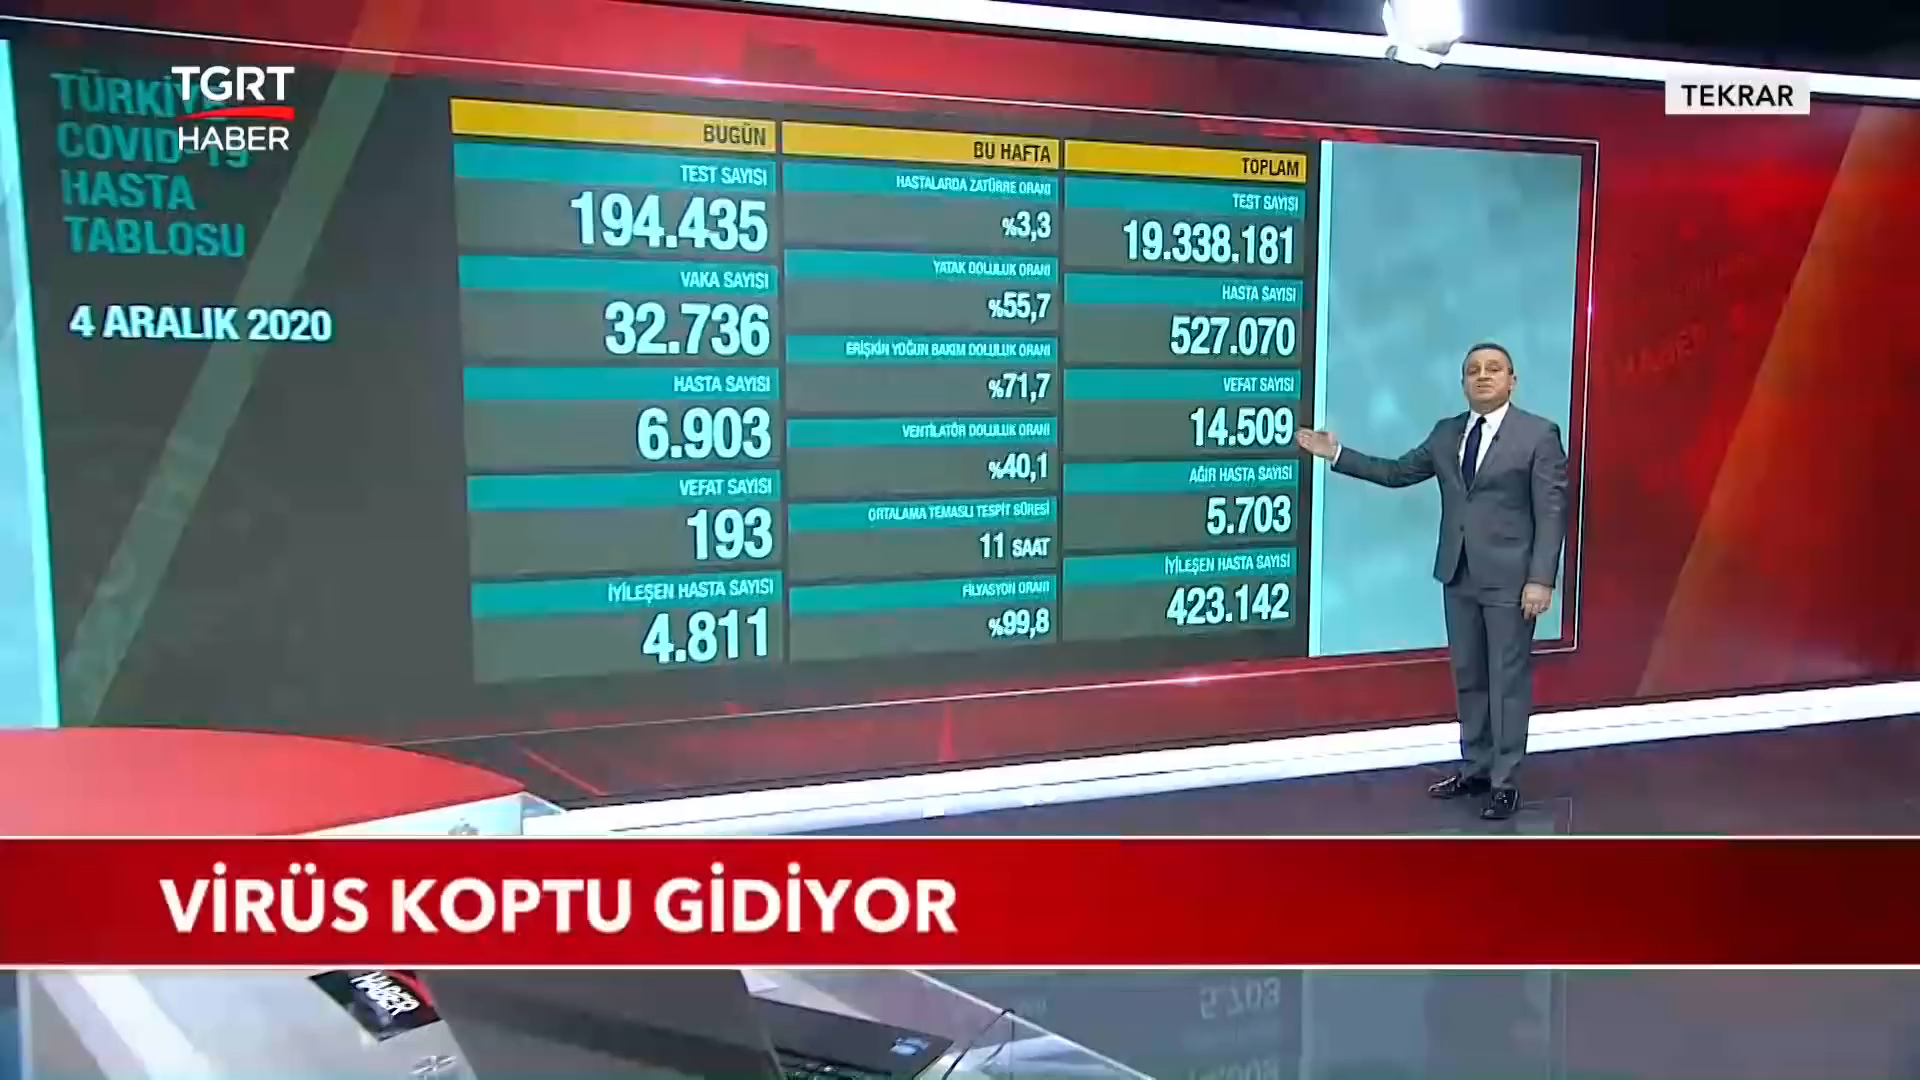 TGRT
HABER
TEKRAR
TÜRKİYE
COVID-19
HASTA
TABLOSU
4 ARALIK 2020
BUGÜN
TEST SAYISI
194.435
VAKA SAYISI
32.736
HASTA SAYISI
6.903
VEFAT SAYISI
193
İYİLEŞEN HASTA SAYISI
4.811
BU HAFTA
HASTALARDA ZATÜRRE ORANI
%3,3
YATAK DOLULUK ORANI
%55,7
ERİŞKİN YOĞUN BAKIM DOLULUK ORANI
%71,7
VENTİLATÖR DOLULUK ORANI
%40,1
ORTALAMA TEMASLI TESPİT SÜRESİ
11 SAAT
FİLYASYON ORANI
%99,8
TOPLAM
TEST SAYISI
19.338.181
HASTA SAYISI
527.070
VEFAT SAYISI
14.509
AĞIR HASTA SAYISI
5.703
İYİLEŞEN HASTA SAYISI
423.142
VİRÜS KOPTU GİDİYOR
HABER